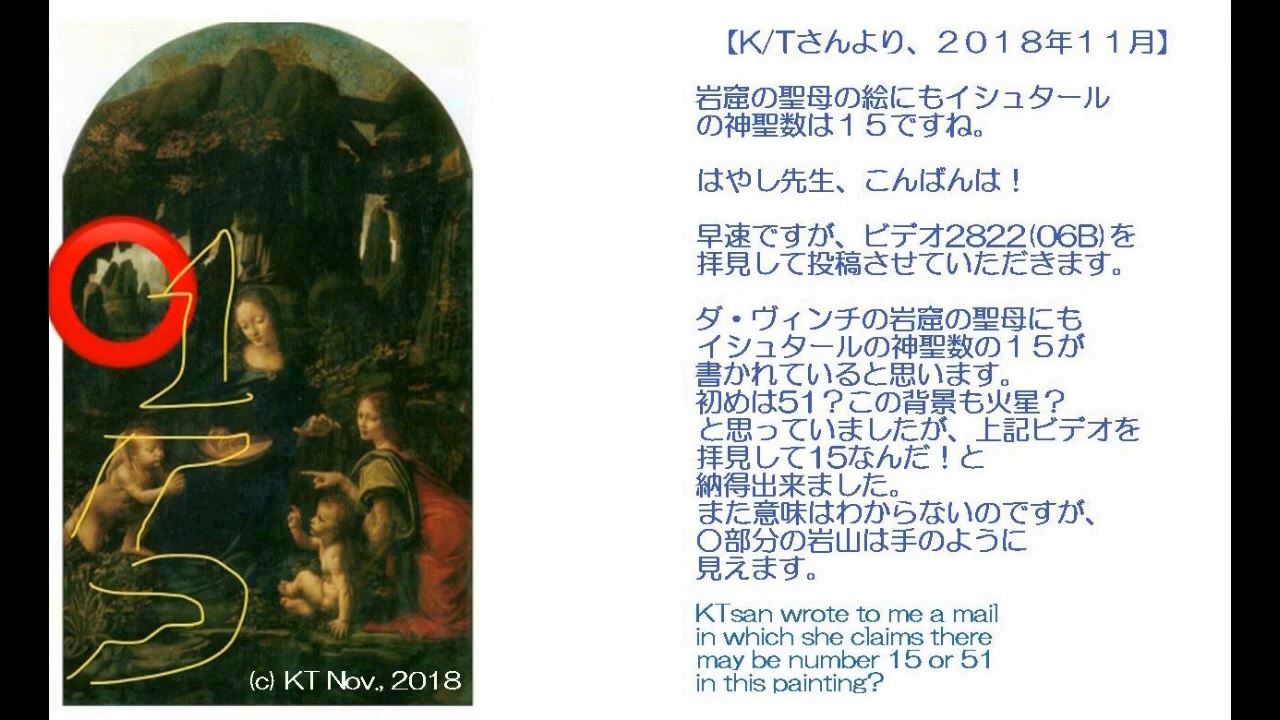 【K/Tさんより、２０１８年１１月】
岩窟の聖母の絵にもイシュタール
の神聖数は１５ですね。
はやし先生、こんばんは！
早速ですが、ビデオ2822(06B)を
拝見して投稿させていただきます。
ダ・ヴィンチの岩窟の聖母にも
イシュタールの神聖数の１５が
書かれていると思います。
初めは51？この背景も火星？
と思っていましたが、上記ビデオを
拝見して15なんだ！と
納得出来ました。
また意味はわからないのですが、
〇部分の岩山は手のように
見えます。
KTsan wrote to me a mail
in which she claims there
may be number 15 or 51
in this painting?
15
(c) KT Nov., 2018